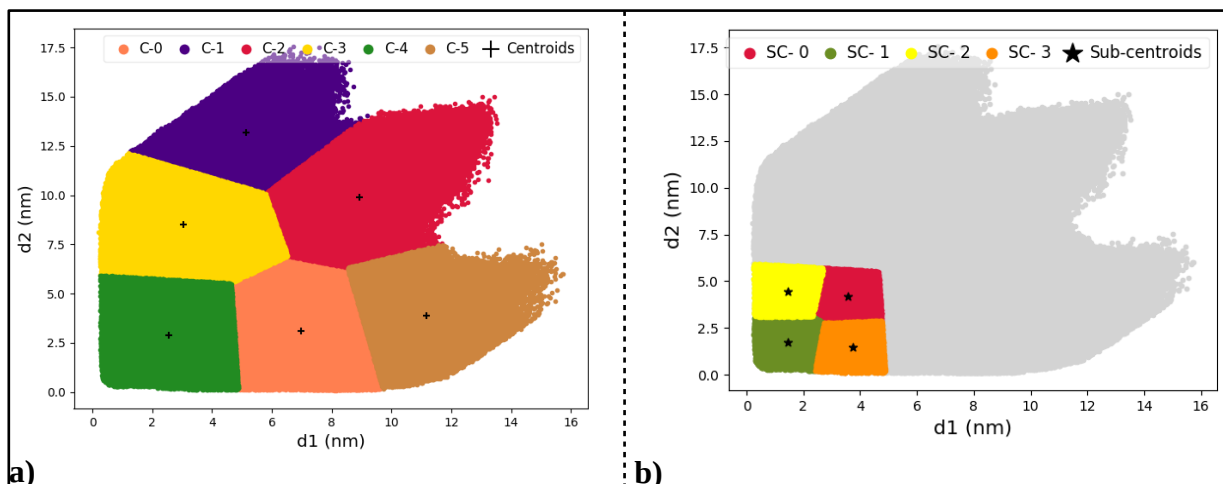 C-0 C-1 C-2 C-3 C-4 C-5 Centroids
17.5
15.0
12.5
10.0
7.5
5.0
2.5
0.0
d2 (nm)
0 2 4 6 8 10 12 14 16
d1 (nm)
a)
SC- 0 SC- 2 Sub-centroids
SC- 1 SC- 3
17.5
15.0
12.5
10.0
7.5
5.0
2.5
0.0
d2 (nm)
0 2 4 6 8 10 12 14 16
d1 (nm)
b)